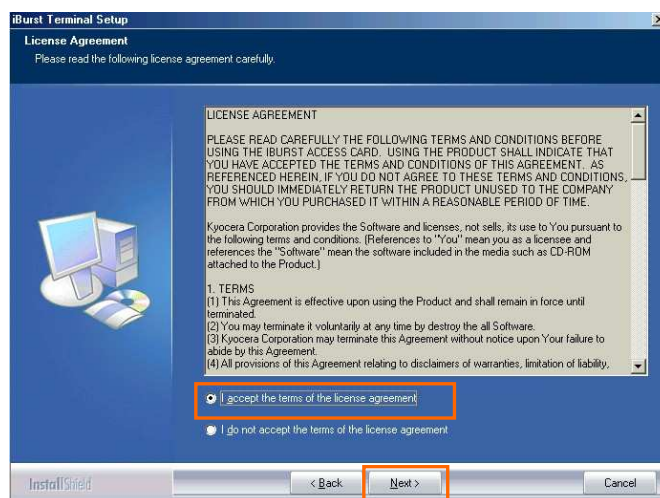 iBurst Terminal Setup
License Agreement
Please read the following license agreement carefully.
LICENSE AGREEMENT
PLEASE READ CAREFULLY THE FOLLOWING TERMS AND CONDITIONS BEFORE
USING THE IBURST ACCESS CARD.  USING THE PRODUCT SHALL INDICATE THAT
YOU HAVE ACCEPTED THE TERMS AND CONDITIONS OF THIS AGREEMENT.  AS
REFERENCED HEREIN, IF YOU DO NOT AGREE TO THESE TERMS AND CONDITIONS,
YOU SHOULD IMMEDIATELY RETURN THE PRODUCT UNUSED TO THE COMPANY
FROM WHICH YOU PURCHASED IT WITHIN A REASONABLE PERIOD OF TIME.
Kyocera Corporation provides the Software and licenses, not sells, its use to You pursuant to
the following terms and conditions. (References to "You" mean you as a licensee and
references the "Software" mean the software included in the media such as CD-ROM
attached to the Product.)
1. TERMS
(1) This Agreement is effective upon using the Product and shall remain in force until
terminated.
(2) You may terminate it voluntarily at any time by destroy the all Software.
(3) Kyocera Corporation may terminate this Agreement without notice upon Your failure to
abide by this Agreement.
(4) All provisions of this Agreement relating to disclaimers of warranties, limitation of liability,
I accept the terms of the license agreement
I do not accept the terms of the license agreement
InstallShield
< Back
Next >
Cancel